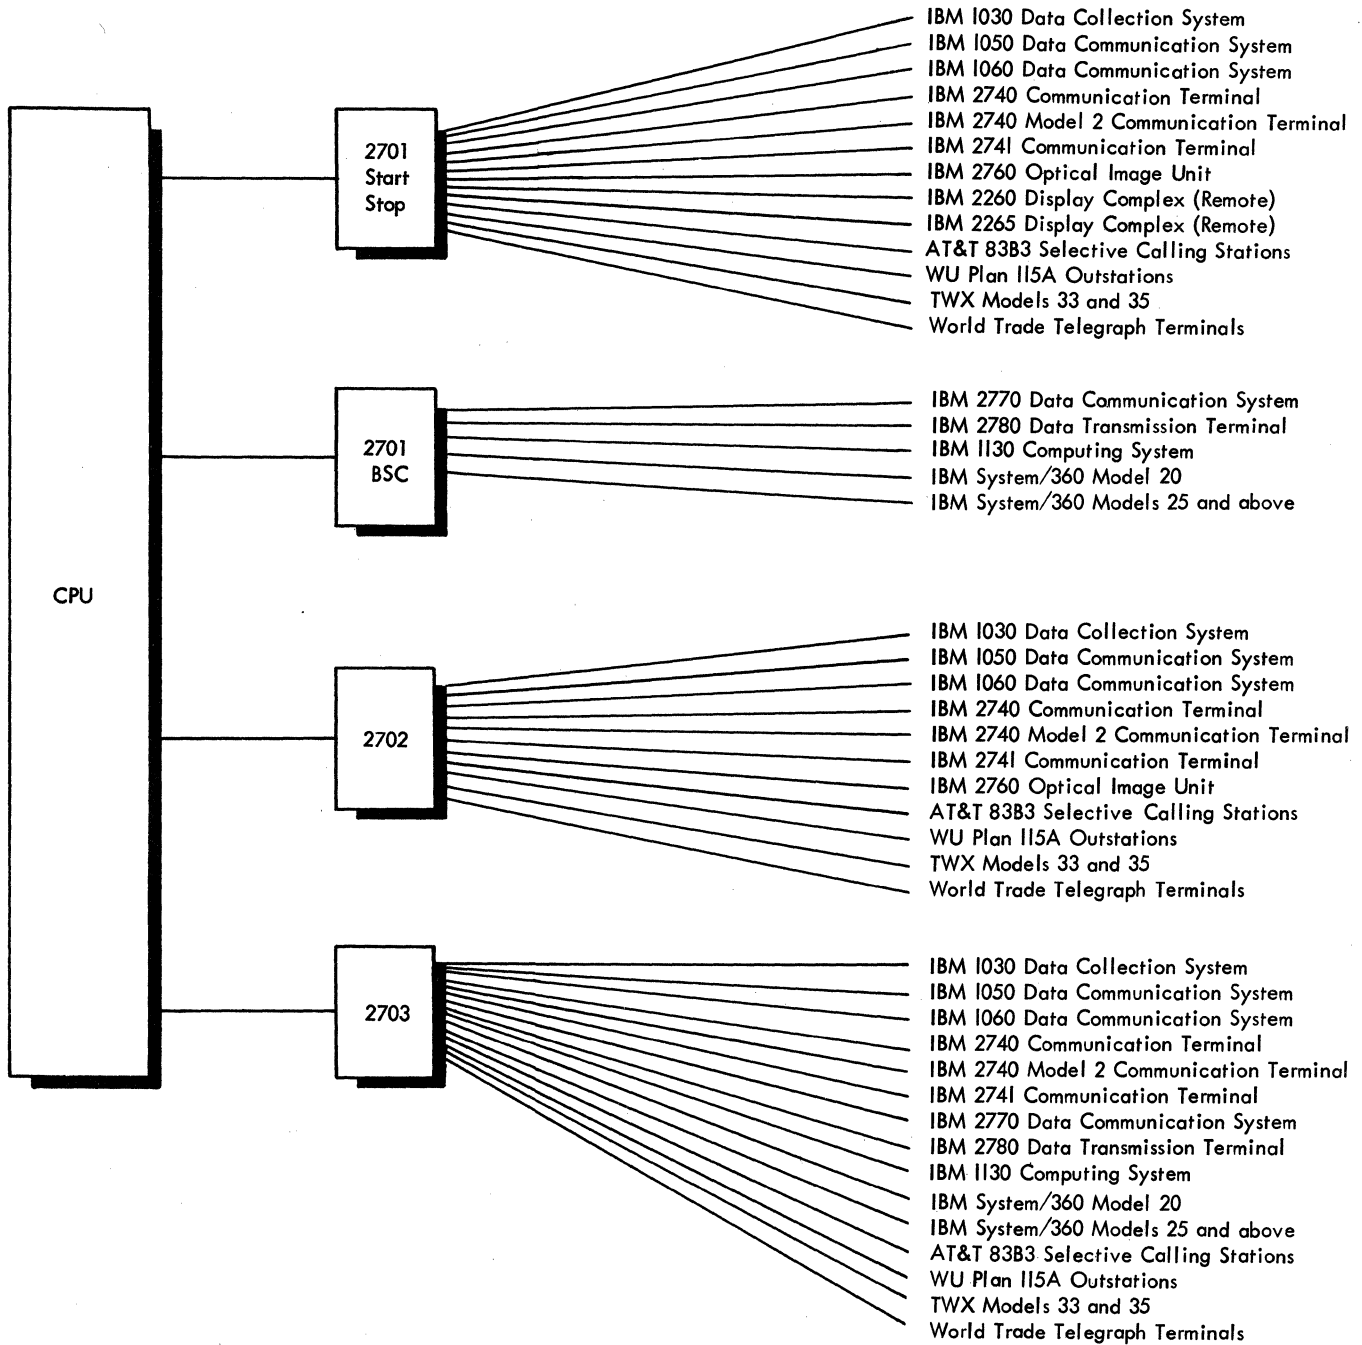 CPU
2701
Start
Stop
IBM 1030 Data Collection System
IBM 1050 Data Communication System
IBM 1060 Data Communication System
IBM 2740 Communication Terminal
IBM 2740 Model 2 Communication Terminal
IBM 2741 Communication Terminal
IBM 2760 Optical Image Unit
IBM 2260 Display Complex (Remote)
IBM 2265 Display Complex (Remote)
AT&T 83B3 Selective Calling Stations
WU Plan 115A Outstations
TWX Models 33 and 35
World Trade Telegraph Terminals
2701
BSC
IBM 2770 Data Communication System
IBM 2780 Data Transmission Terminal
IBM 1130 Computing System
IBM System/360 Model 20
IBM System/360 Models 25 and above
2702
IBM 1030 Data Collection System
IBM 1050 Data Communication System
IBM 1060 Data Communication System
IBM 2740 Communication Terminal
IBM 2740 Model 2 Communication Terminal
IBM 2741 Communication Terminal
IBM 2760 Optical Image Unit
AT&T 83B3 Selective Calling Stations
WU Plan 115A Outstations
TWX Models 33 and 35
World Trade Telegraph Terminals
2703
IBM 1030 Data Collection System
IBM 1050 Data Communication System
IBM 1060 Data Communication System
IBM 2740 Communication Terminal
IBM 2740 Model 2 Communication Terminal
IBM 2741 Communication Terminal
IBM 2770 Data Communication System
IBM 2780 Data Transmission Terminal
IBM 1130 Computing System
IBM System/360 Model 20
IBM System/360 Models 25 and above
AT&T 83B3 Selective Calling Stations
WU Plan 115A Outstations
TWX Models 33 and 35
World Trade Telegraph Terminals